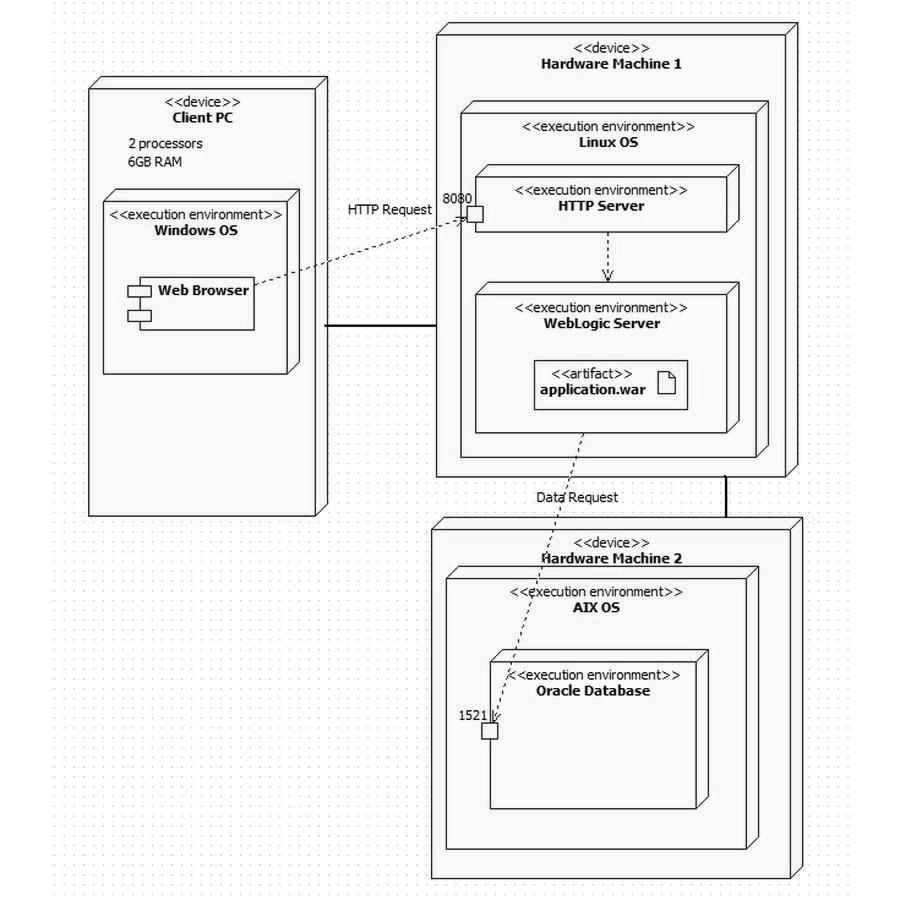 <<device>>
Client PC
2 processors
6GB RAM
<<execution environment>>
Windows OS
Web Browser
HTTP Request
<<device>>
Hardware Machine 1
<<execution environment>>
Linux OS
8080
<<execution environment>>
HTTP Server
<<execution environment>>
WebLogic Server
<<artifact>>
application.war
Data Request
<<device>>
Hardware Machine 2
<<execution environment>>
AIX OS
<<execution environment>>
Oracle Database
1521